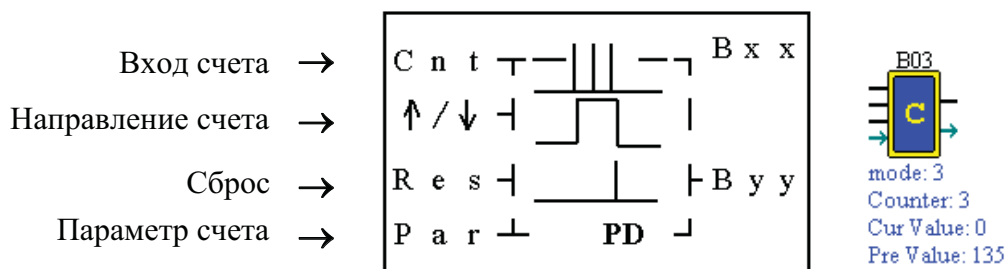 Вход счета →
Направление счета →
Сброс →
Параметр счета →
C n t
B x x
↑ / ↓
R e s
B y y
P a r
PD
B03
C
mode: 3
Counter: 3
Cur Value: 0
Pre Value: 135